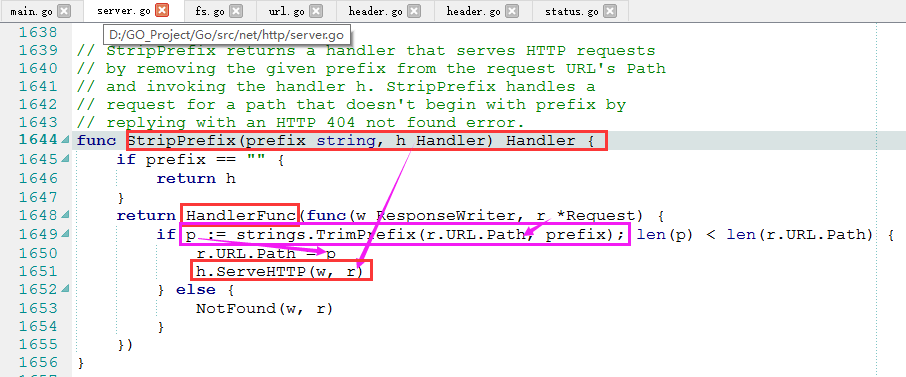 main.go server.go fs.go url.go header.go header.go status.go
D:/GO_Project/Go/src/net/http/server.go
1638
1639 // StripPrefix returns a handler that serves HTTP requests
1640 // by removing the given prefix from the request URL's Path
1641 // and invoking the handler h. StripPrefix handles a
1642 // request for a path that doesn't begin with prefix by
1643 // replying with an HTTP 404 not found error.
1644 func StripPrefix(prefix string, h Handler) Handler {
1645 if prefix == "" {
1646 return h
1647 }
1648 return HandlerFunc(func(w ResponseWriter, r *Request) {
1649 if p := strings.TrimPrefix(r.URL.Path, prefix); len(p) < len(r.URL.Path) {
1650 r.URL.Path = p
1651 h.ServeHTTP(w, r)
1652 } else {
1653 NotFound(w, r)
1654 }
1655 })
1656 }
1657